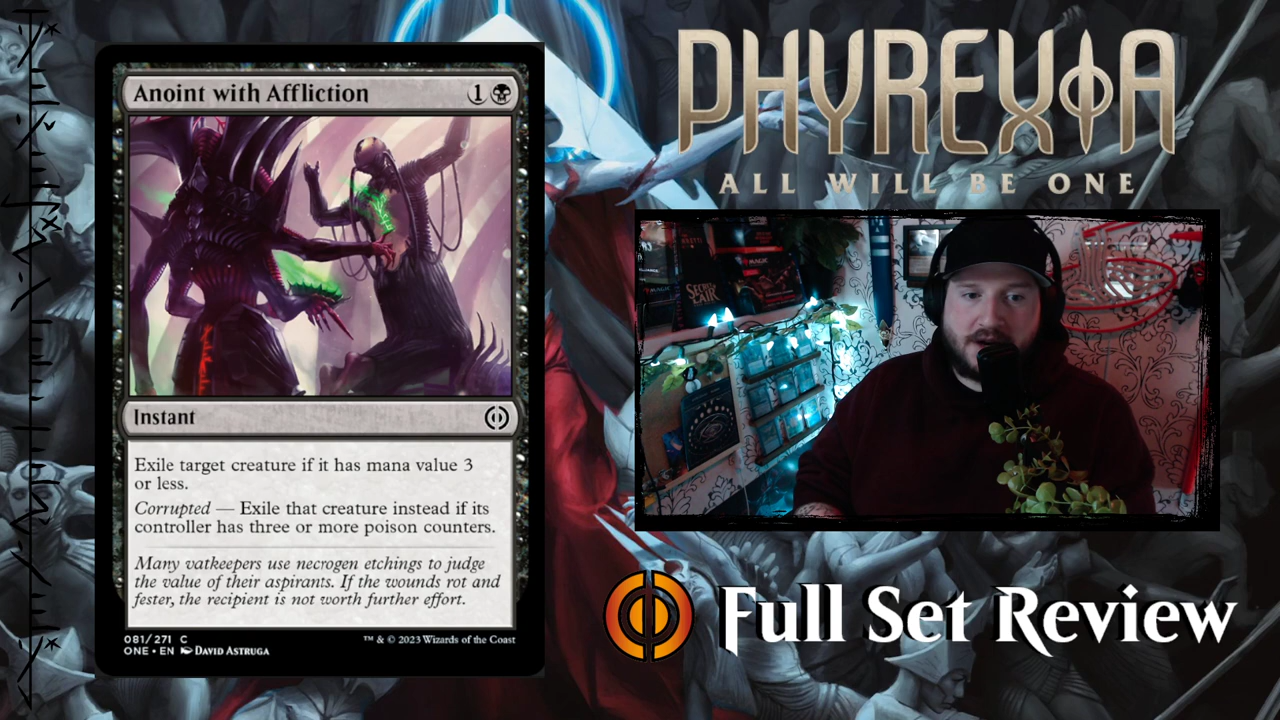 Anoint with Affliction
1
Instant
Exile target creature if it has mana value 3
or less.
Corrupted — Exile that creature instead if its
controller has three or more poison counters.
Many vatkeepers use necrogen etchings to judge
the value of their aspirants. If the wounds rot and
fester, the recipient is not worth further effort.
081/271 C
ONE • EN DAVID ASTRUGA
™ & © 2023 Wizards of the Coast
PHYREXIA
ALL WILL BE ONE
MAGIC
SECRET
LAIR
Full Set Review